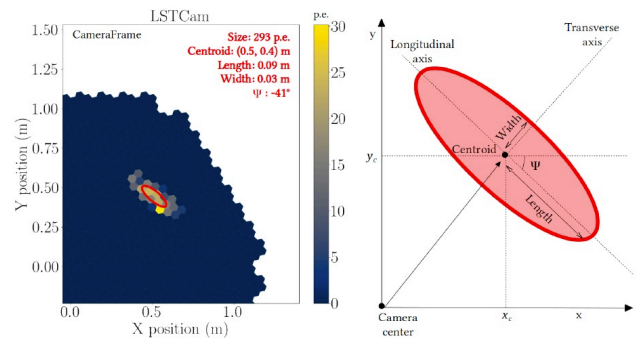 LSTCam
p.e.
CameraFrame
Size: 293 p.e.
Centroid: (0.5, 0.4) m
Length: 0.09 m
Width: 0.03 m
Ψ : -41°
1.50
1.25
1.00
0.75
0.50
0.25
0.00
Y position (m)
0.0
0.5
1.0
X position (m)
30
25
20
15
10
5
0
y
Longitudinal
axis
Transverse
axis
Width
Centroid
Ψ
Length
y_c
x_c
x
Camera
center